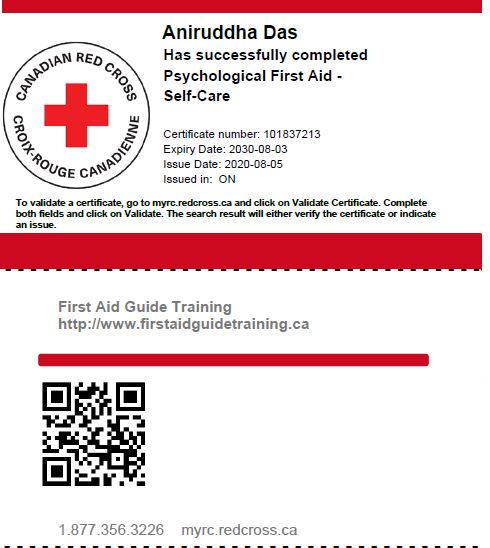 CANADIAN RED CROSS
CROIX-ROUGE CANADIENNE
Aniruddha Das
Has successfully completed
Psychological First Aid -
Self-Care
Certificate number: 101837213
Expiry Date: 2030-08-03
Issue Date: 2020-08-05
Issued in: ON
To validate a certificate, go to myrc.redcross.ca and click on Validate Certificate. Complete
both fields and click on Validate. The search result will either verify the certificate or indicate
an issue.
First Aid Guide Training
http://www.firstaidguidetraining.ca
1.877.356.3226 myrc.redcross.ca